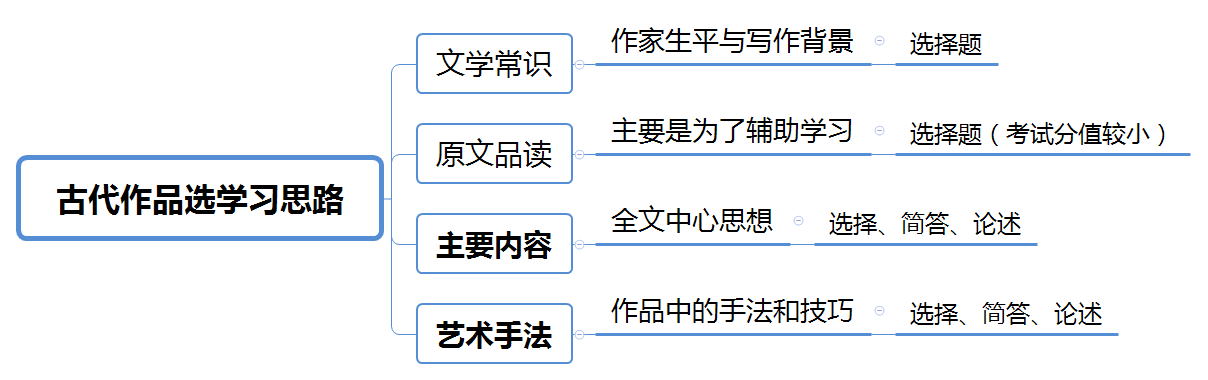 古代作品选学习思路
文学常识
作家生平与写作背景
选择题
原文品读
主要是为了辅助学习
选择题（考试分值较小）
主要内容
全文中心思想
选择、简答、论述
艺术手法
作品中的手法和技巧
选择、简答、论述